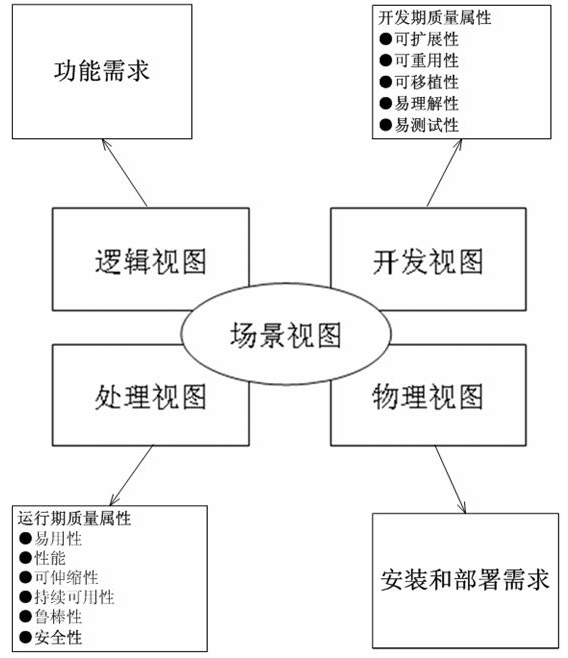 功能需求
开发期质量属性
●可扩展性
●可重用性
●可移植性
●易理解性
●易测试性
逻辑视图
开发视图
场景视图
处理视图
物理视图
运行期质量属性
●易用性
●性能
●可伸缩性
●持续可用性
●鲁棒性
●安全性
安装和部署需求